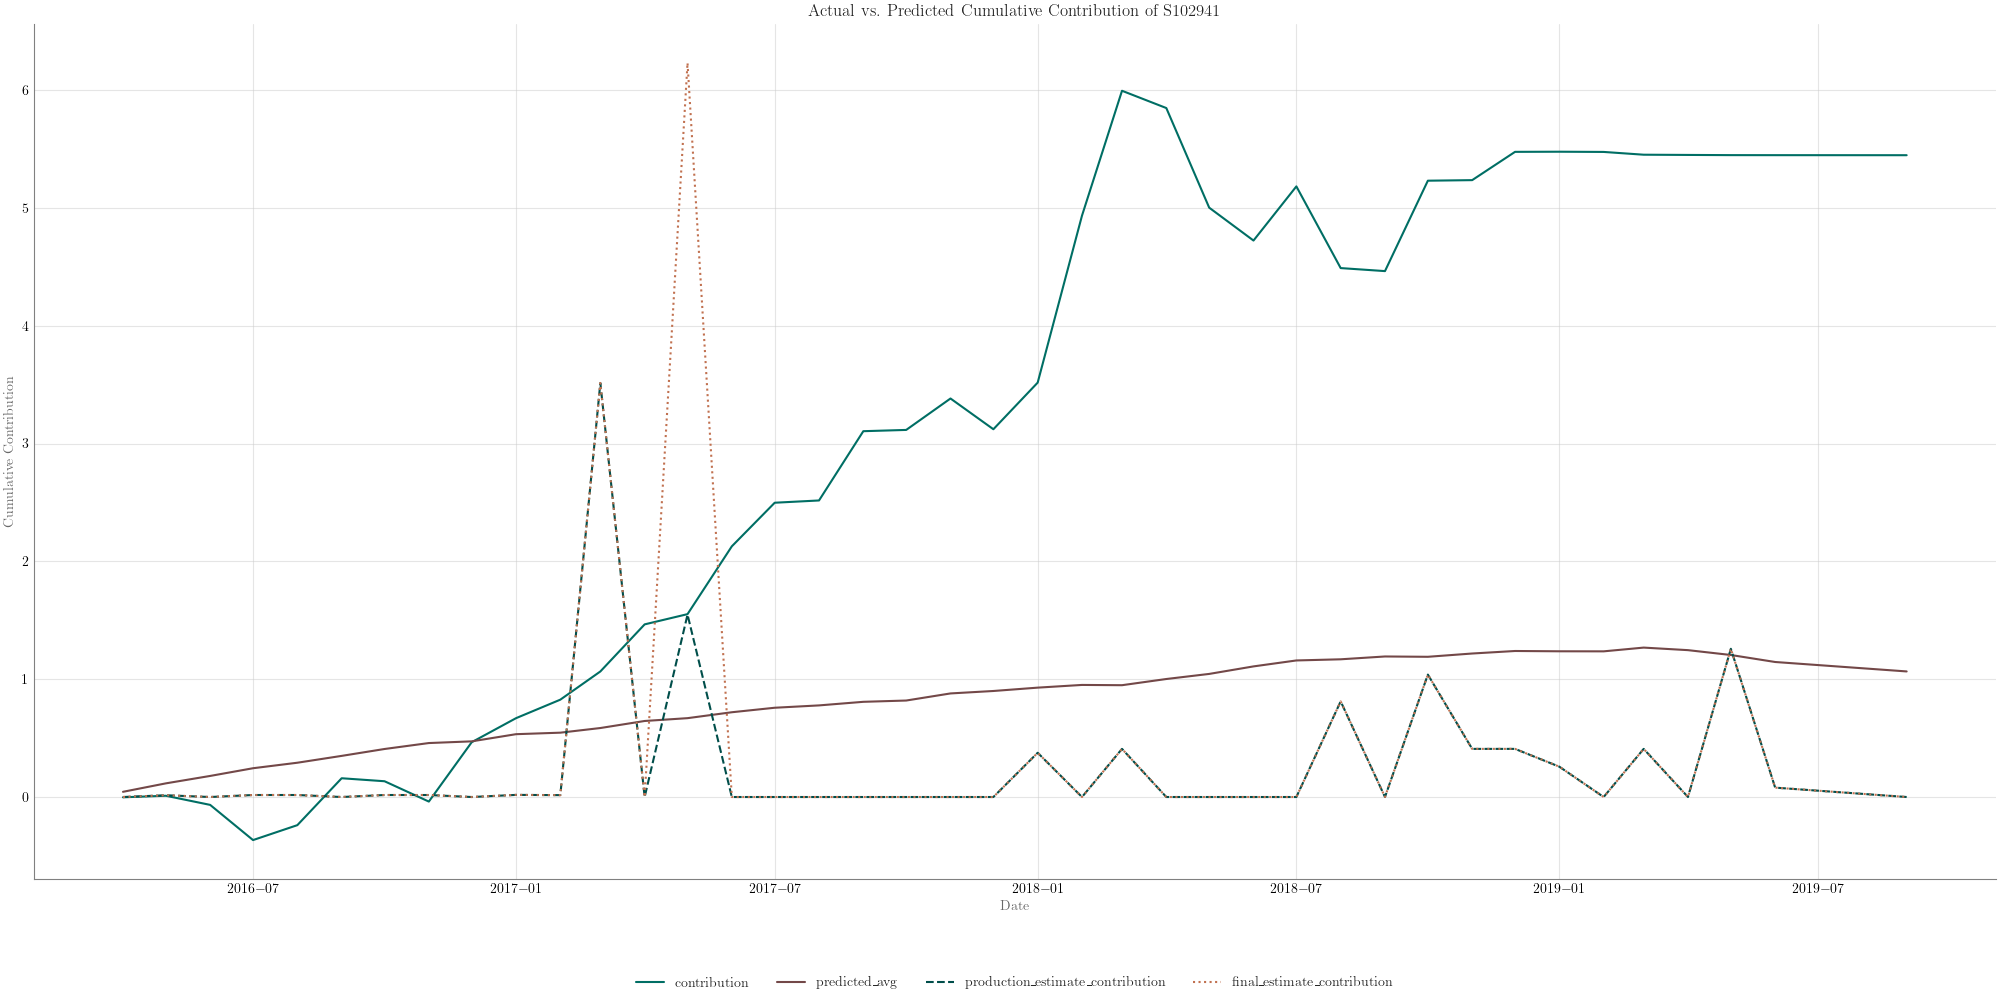 Actual vs. Predicted Cumulative Contribution of S102941
Cumulative Contribution
6
5
4
3
2
1
0
2016−07 2017−01 2017−07 2018−01 2018−07 2019−01 2019−07
Date
contribution predicted_avg production_estimate_contribution final_estimate_contribution